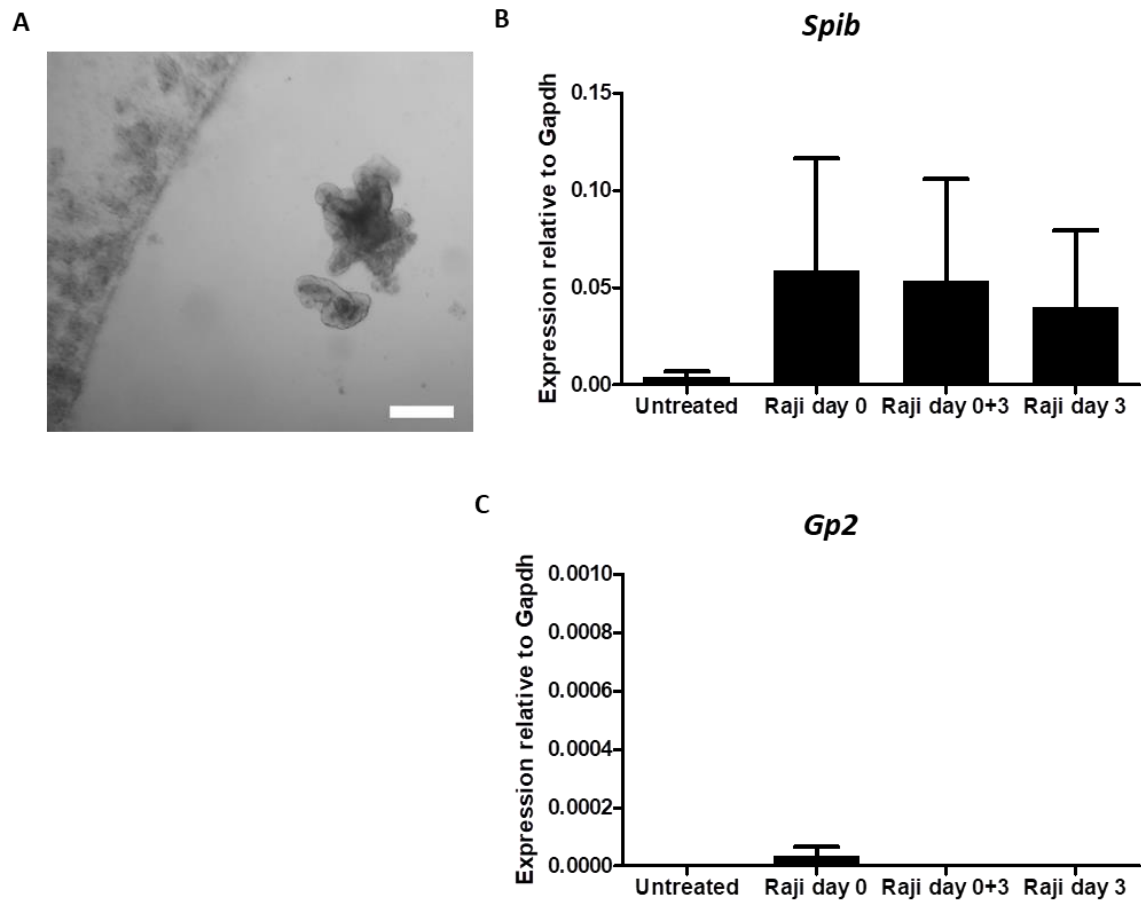 A
B
Spib
Expression relative to Gapdh
0.15
0.10
0.05
0.00
Untreated Raji day 0 Raji day 0+3 Raji day 3
C
Gp2
Expression relative to Gapdh
0.0010
0.0008
0.0006
0.0004
0.0002
0.0000
Untreated Raji day 0 Raji day 0+3 Raji day 3